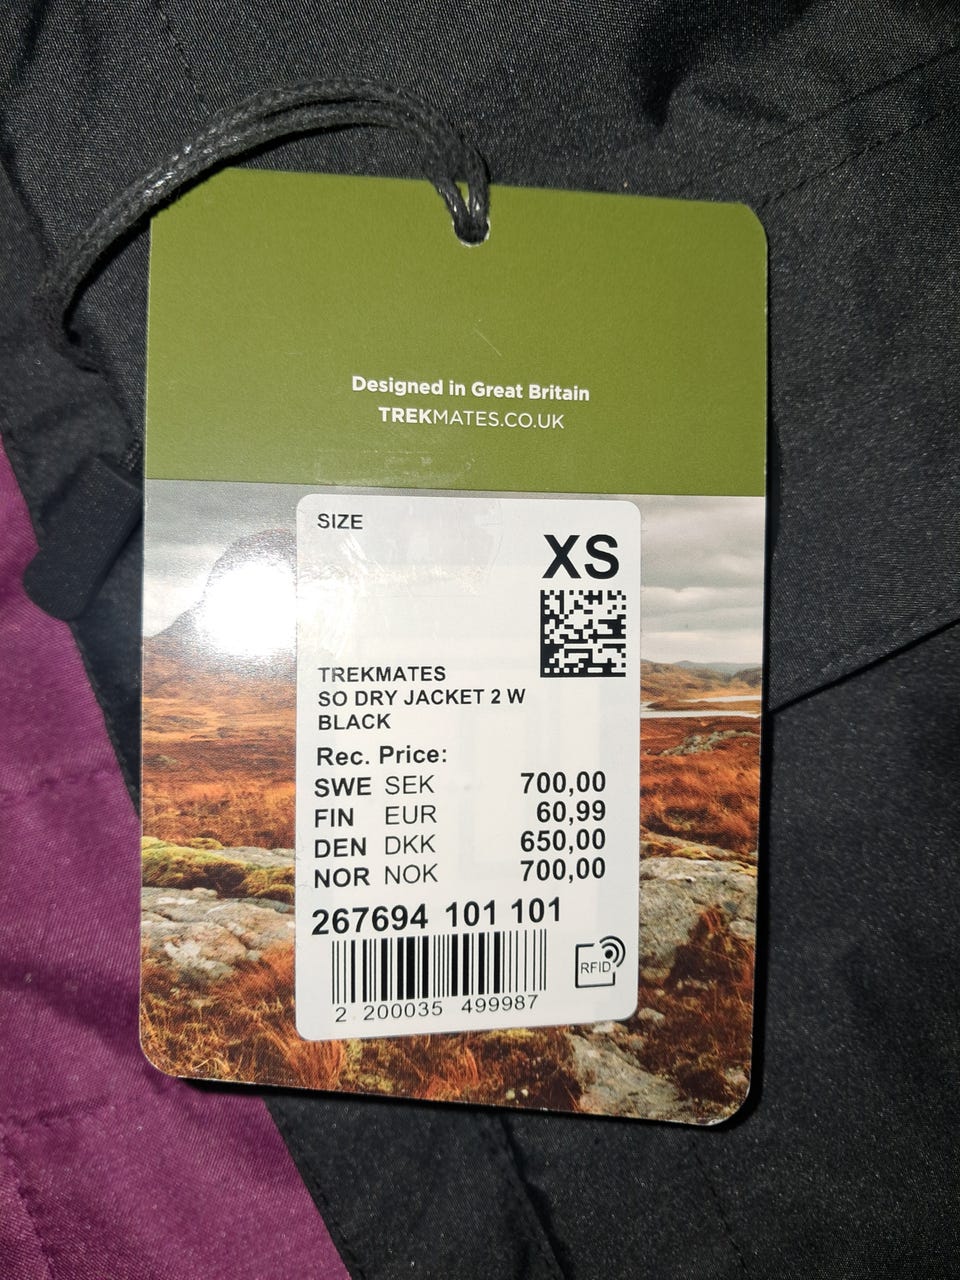 Designed in Great Britain
TREKMATES.CO.UK
SIZE
XS
TREKMATES
SO DRY JACKET 2 W
BLACK
Rec. Price:
SWE SEK 700,00
FIN EUR 60,99
DEN DKK 650,00
NOR NOK 700,00
267694 101 101
RFID
2 200035 499987